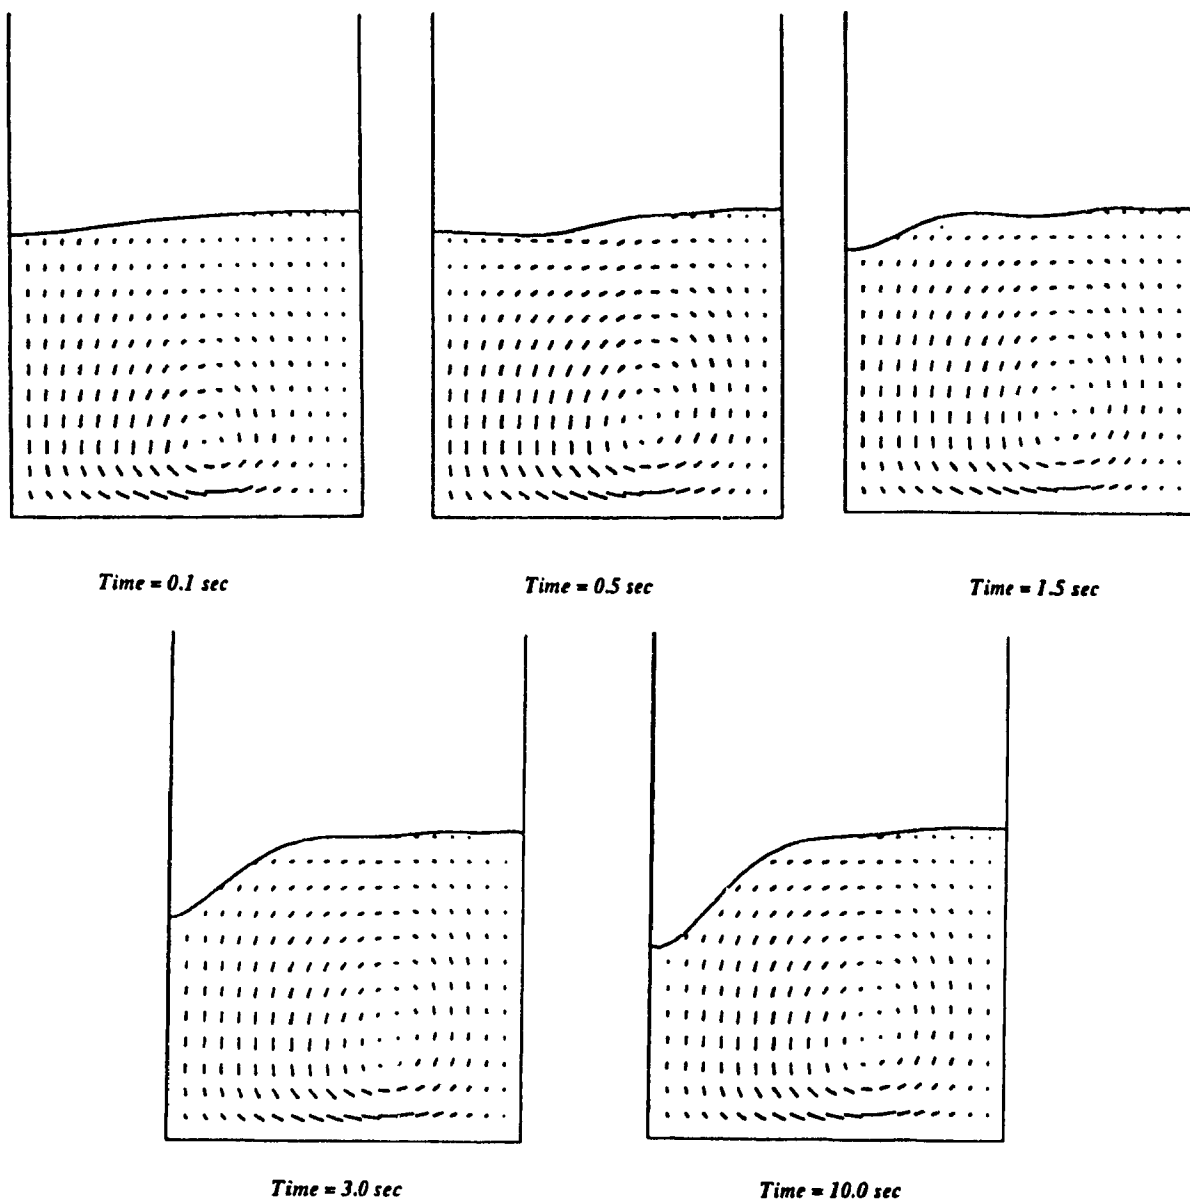 Time = 0.1 sec
Time = 0.5 sec
Time = 1.5 sec
Time = 3.0 sec
Time = 10.0 sec